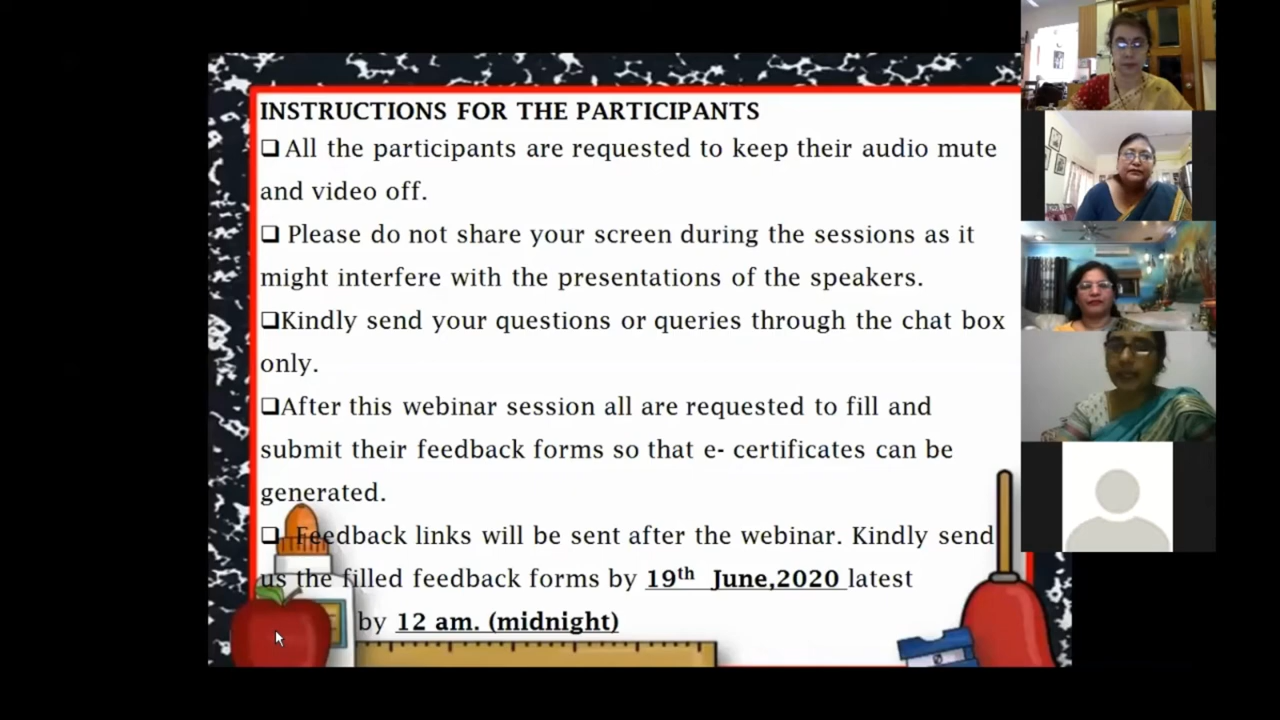 INSTRUCTIONS FOR THE PARTICIPANTS
❑ All the participants are requested to keep their audio mute
and video off.
❑ Please do not share your screen during the sessions as it
might interfere with the presentations of the speakers.
❑Kindly send your questions or queries through the chat box
only.
❑After this webinar session all are requested to fill and
submit their feedback forms so that e- certificates can be
generated.
❑ Feedback links will be sent after the webinar. Kindly send
us the filled feedback forms by 19th June,2020 latest
by 12 am. (midnight)